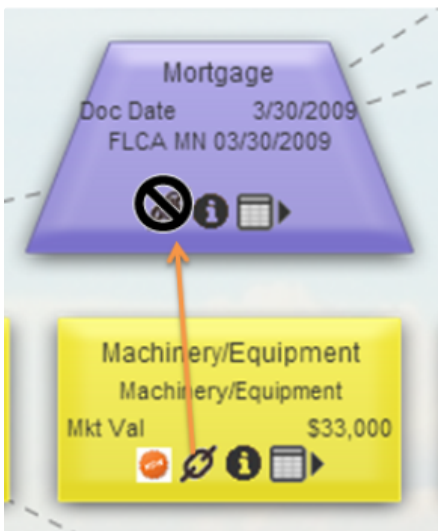 Mortgage
Doc Date 3/30/2009
FLCA MN 03/30/2009
Machinery/Equipment
Machinery/Equipment
Mkt Val $33,000